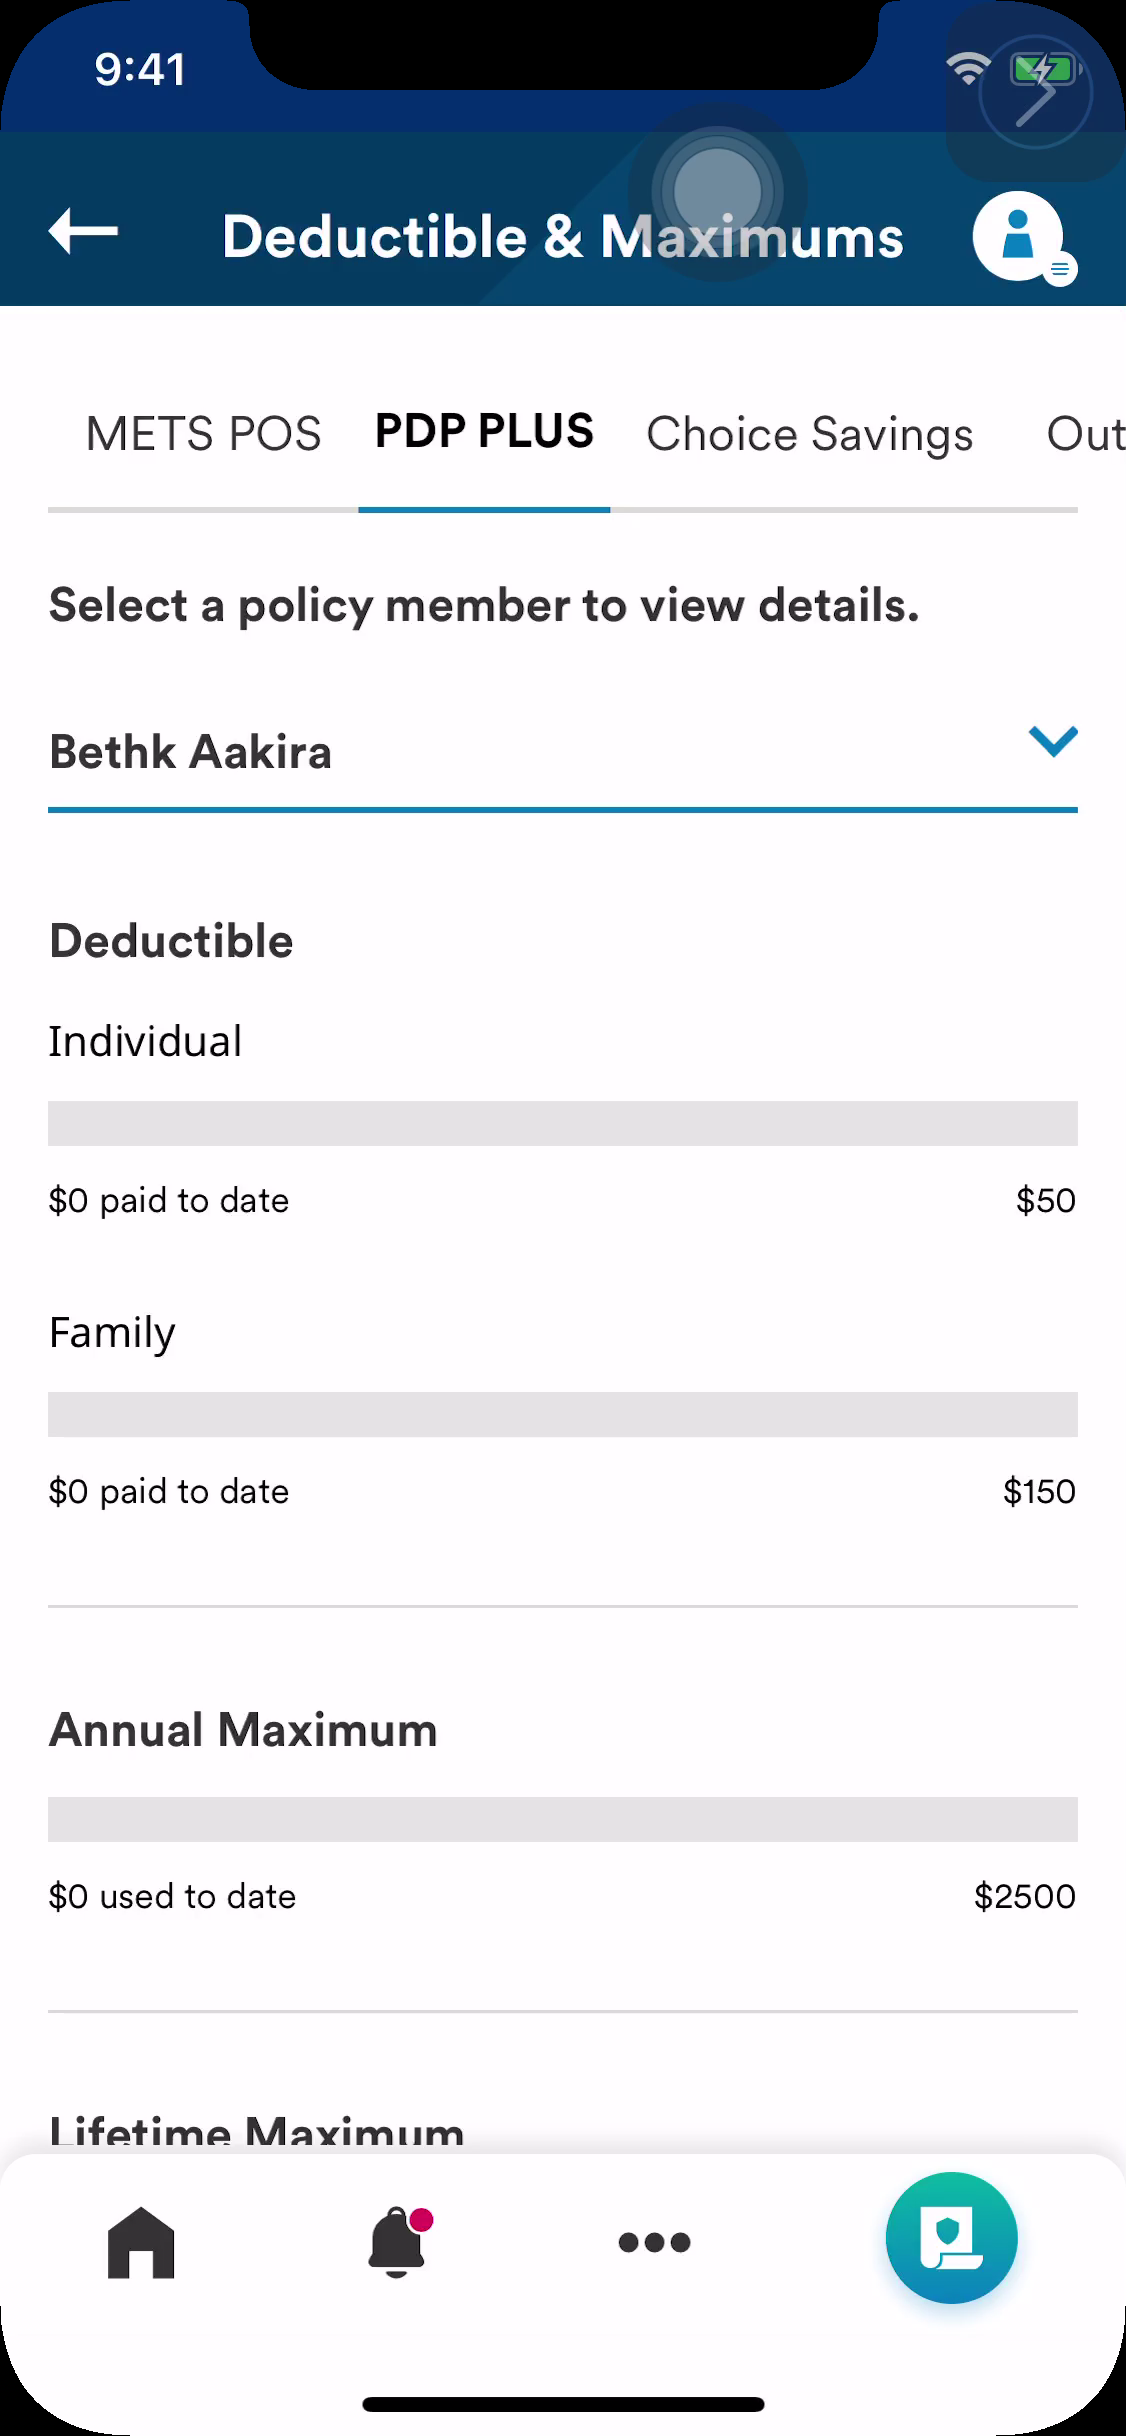 9:41
Deductible & Maximums
METS POS PDP PLUS Choice Savings Out
Select a policy member to view details.
Bethk Aakira
Deductible
Individual
$0 paid to date $50
Family
$0 paid to date $150
Annual Maximum
$0 used to date $2500
Lifetime Maximum